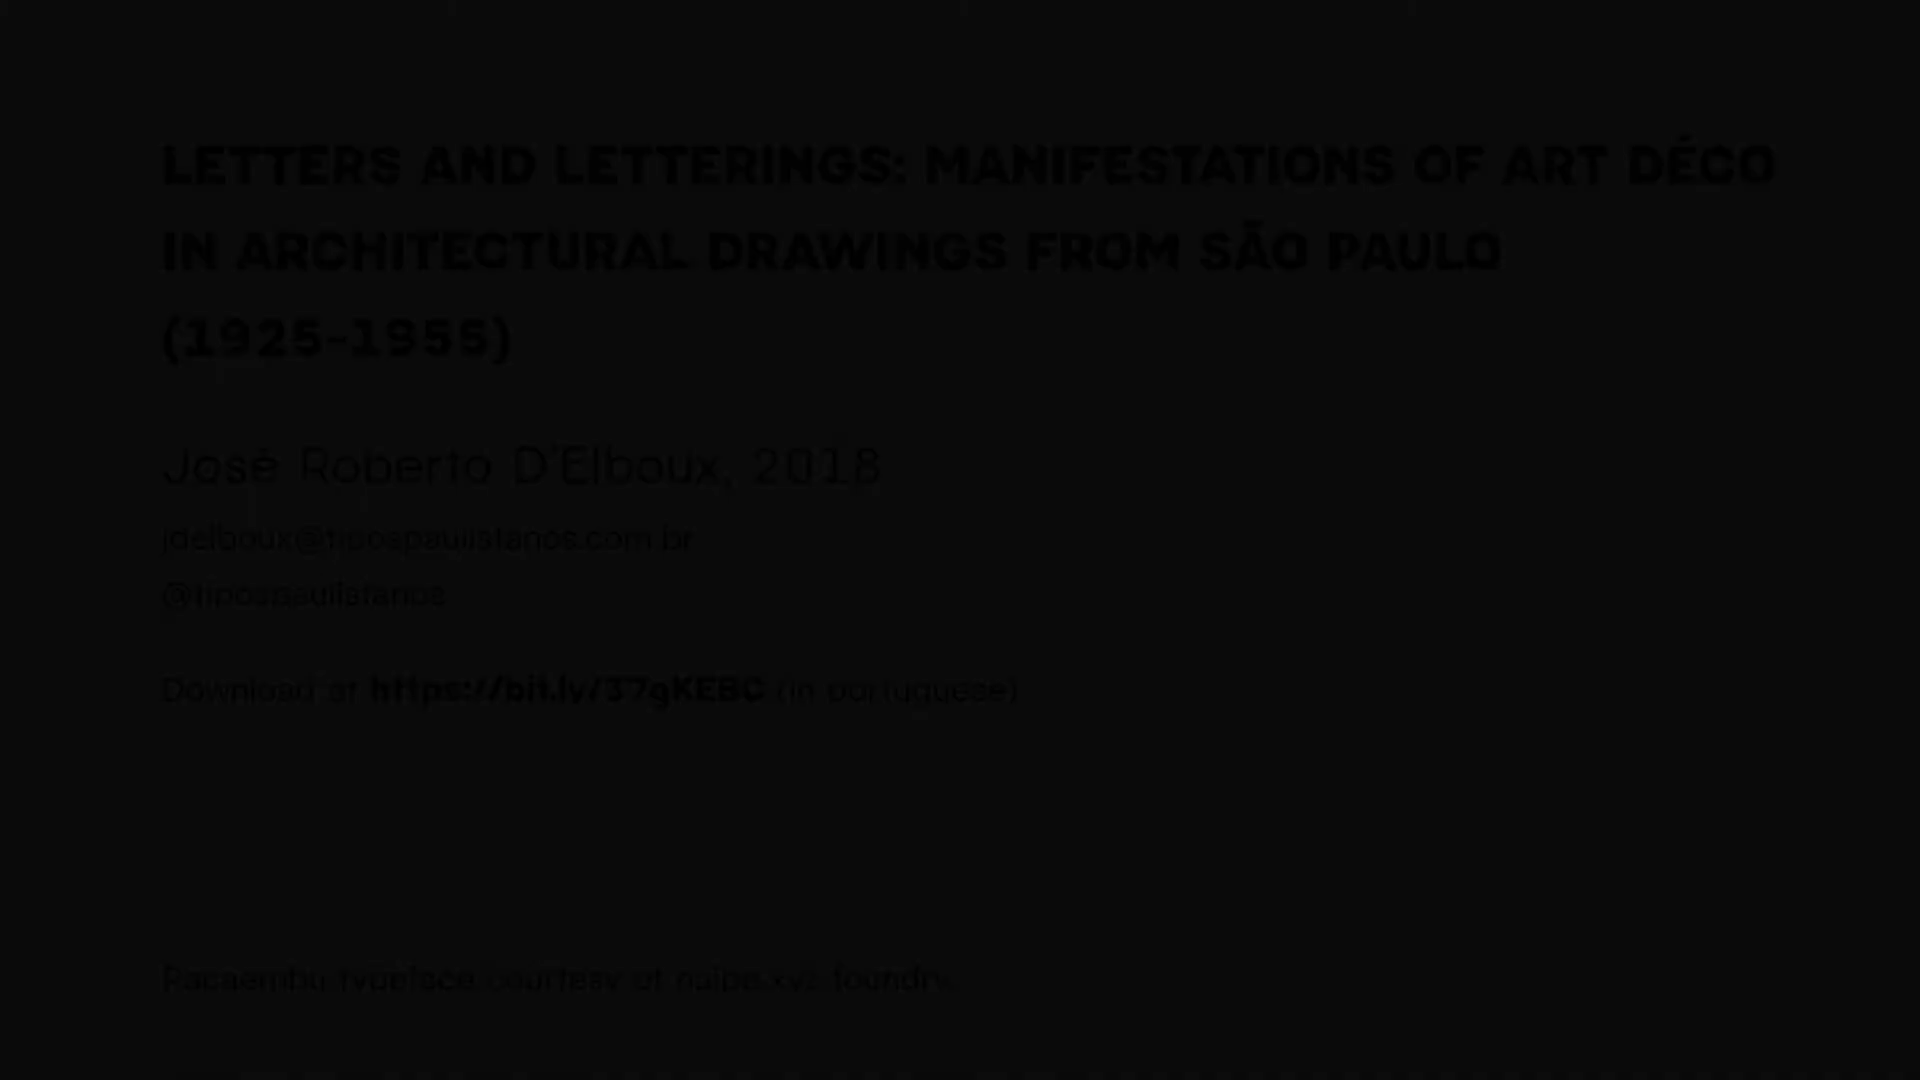 LETTERS AND LETTERINGS: MANIFESTATIONS OF ART DÉCO
IN ARCHITECTURAL DRAWINGS FROM SÃO PAULO
(1925-1955)
José Roberto D'Elboux, 2018
jdelboux@tipospaulistanos.com.br
@tipospaulistanos
Download at https://bit.ly/37gKEBC (in portuguese)
Pacaembu typeface courtesy of naipe.xyz foundry